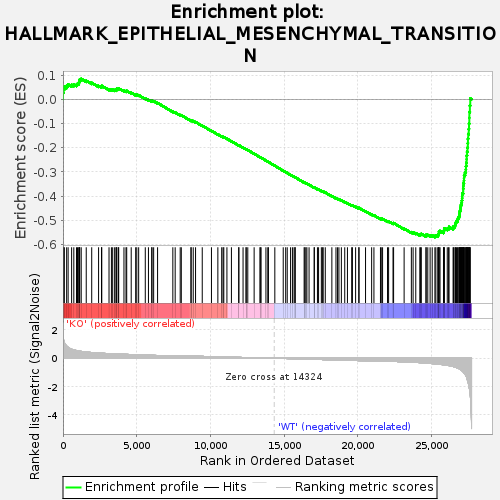 Enrichment plot:
HALLMARK_EPITHELIAL_MESENCHYMAL_TRANSITIO
N
Enrichment score (ES)
0.1
0.0
-0.1
-0.2
-0.3
-0.4
-0.5
-0.6
'KO' (positively correlated)
Ranked list metric (Signal2Noise)
2
0
-2
-4
Zero cross at 14324
'WT' (negatively correlated)
0
5,000
10,000
15,000
20,000
25,000
Rank in Ordered Dataset
Enrichment profile
Hits
Ranking metric scores